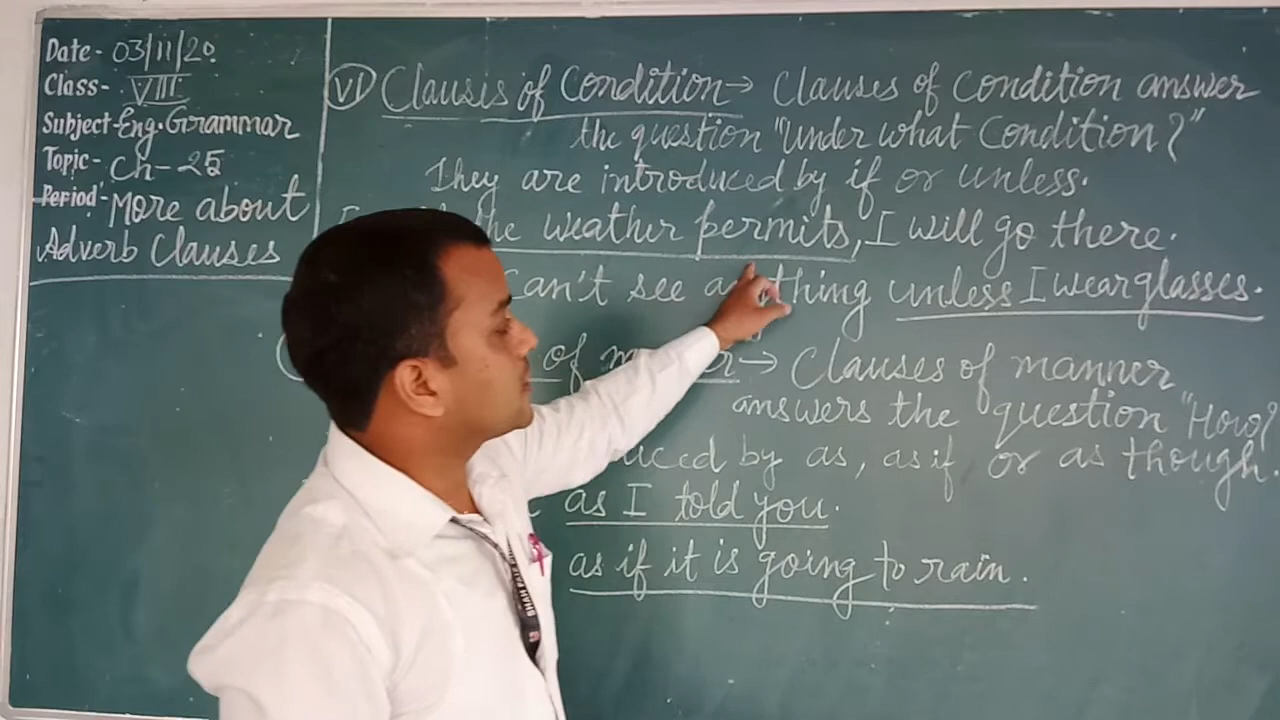 Date- 03/11/20
Class- VIII
Subject- Eng. Grammar
Topic- Ch-25
Period- More about
Adverb Clauses
VI Clauses of Condition→ Clauses of Condition answer
the question "Under what Condition?"
They are introduced by if or unless.
the weather permits, I will go there.
Can't see anything unless I wear glasses.
of manner→ Clauses of manner
answers the question "How?
by as, as if or as though.
as I told you.
as if it is going to rain.